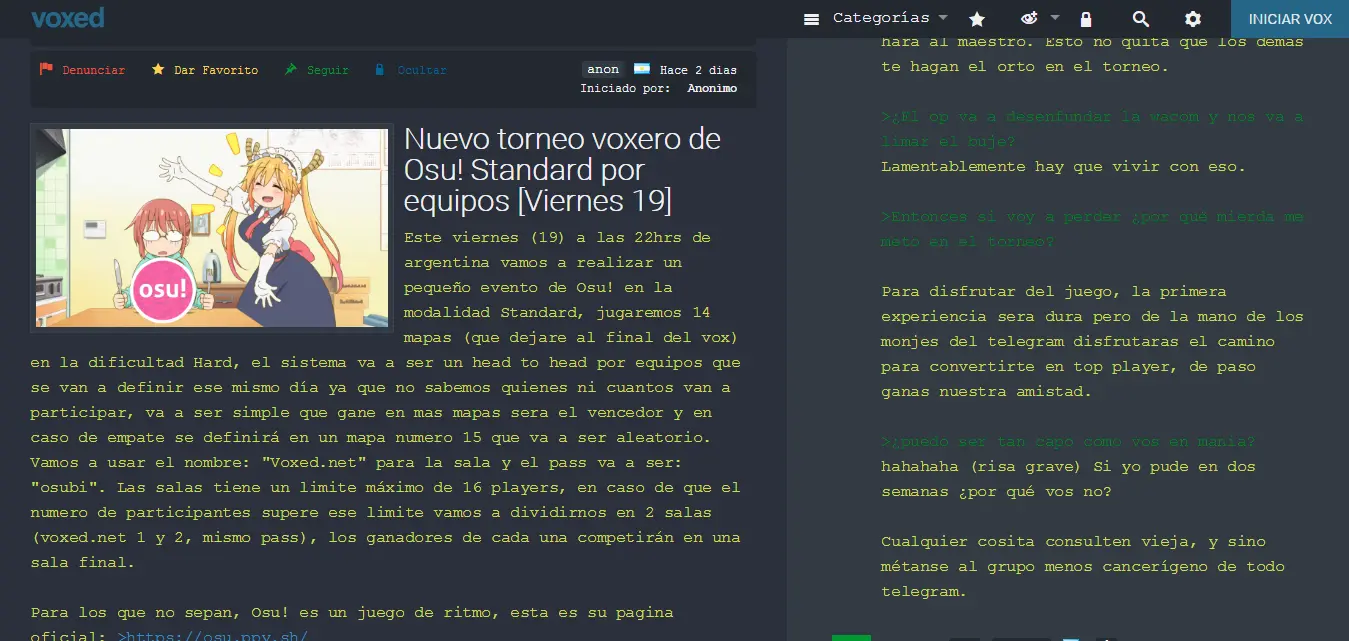 voxed
Categorías
INICIAR VOX
Denunciar
Dar Favorito
Seguir
Ocultar
anon
Hace 2 dias
Iniciado por: Anonimo
osu!
Nuevo torneo voxero de
Osu! Standard por
equipos [Viernes 19]
Este viernes (19) a las 22hrs de
argentina vamos a realizar un
pequeño evento de Osu! en la
modalidad Standard, jugaremos 14
mapas (que dejare al final del vox)
en la dificultad Hard, el sistema va a ser un head to head por equipos que
se van a definir ese mismo día ya que no sabemos quienes ni cuantos van a
participar, va a ser simple que gane en mas mapas sera el vencedor y en
caso de empate se definirá en un mapa numero 15 que va a ser aleatorio.
Vamos a usar el nombre: "Voxed.net" para la sala y el pass va a ser:
"osubi". Las salas tiene un limite máximo de 16 players, en caso de que el
numero de participantes supere ese limite vamos a dividirnos en 2 salas
(voxed.net 1 y 2, mismo pass), los ganadores de cada una competirán en una
sala final.
Para los que no sepan, Osu! es un juego de ritmo, esta es su pagina
oficial: >https://osu.ppy.sh/
hará al maestro. Esto no quita que los demás
te hagan el orto en el torneo.
>¿El op va a desenfundar la wacom y nos va a
limar el buje?
Lamentablemente hay que vivir con eso.
>Entonces si voy a perder ¿por qué mierda me
meto en el torneo?
Para disfrutar del juego, la primera
experiencia sera dura pero de la mano de los
monjes del telegram disfrutaras el camino
para convertirte en top player, de paso
ganas nuestra amistad.
>¿puedo ser tan capo como vos en mania?
hahahaha (risa grave) Si yo pude en dos
semanas ¿por qué vos no?
Cualquier cosita consulten vieja, y sino
métanse al grupo menos cancerígeno de todo
telegram.